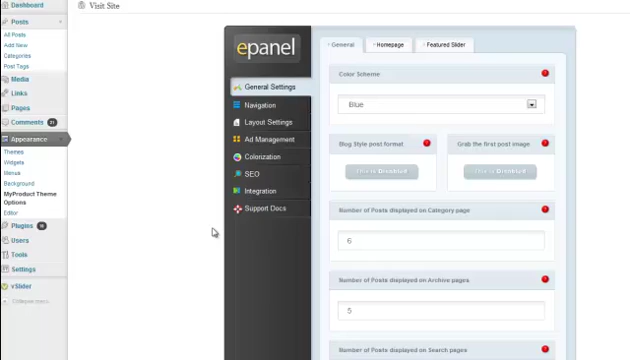 Dashboard
Visit Site
Posts
All Posts
Add New
Categories
Post Tags
Media
Links
Pages
Comments
Appearance
Themes
Widgets
Menus
Background
MyProduct Theme
Options
Editor
Plugins
Users
Tools
Settings
vSlider
Collapse menu
epanel
General Settings
Navigation
Layout Settings
Ad Management
Colorization
SEO
Integration
Support Docs
General
Homepage
Featured Slider
Color Scheme
Blue
Blog Style post format
Grab the first post image
Disabled
Disabled
Number of Posts displayed on Category page
6
Number of Posts displayed on Archive pages
5
Number of Posts displayed on Search pages